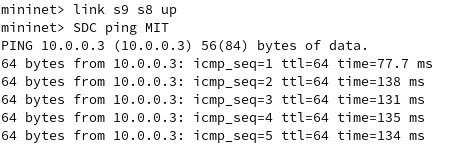 mininet> link s9 s8 up
mininet> SDC ping MIT
PING 10.0.0.3 (10.0.0.3) 56(84) bytes of data.
64 bytes from 10.0.0.3: icmp_seq=1 ttl=64 time=77.7 ms
64 bytes from 10.0.0.3: icmp_seq=2 ttl=64 time=138 ms
64 bytes from 10.0.0.3: icmp_seq=3 ttl=64 time=131 ms
64 bytes from 10.0.0.3: icmp_seq=4 ttl=64 time=135 ms
64 bytes from 10.0.0.3: icmp_seq=5 ttl=64 time=134 ms